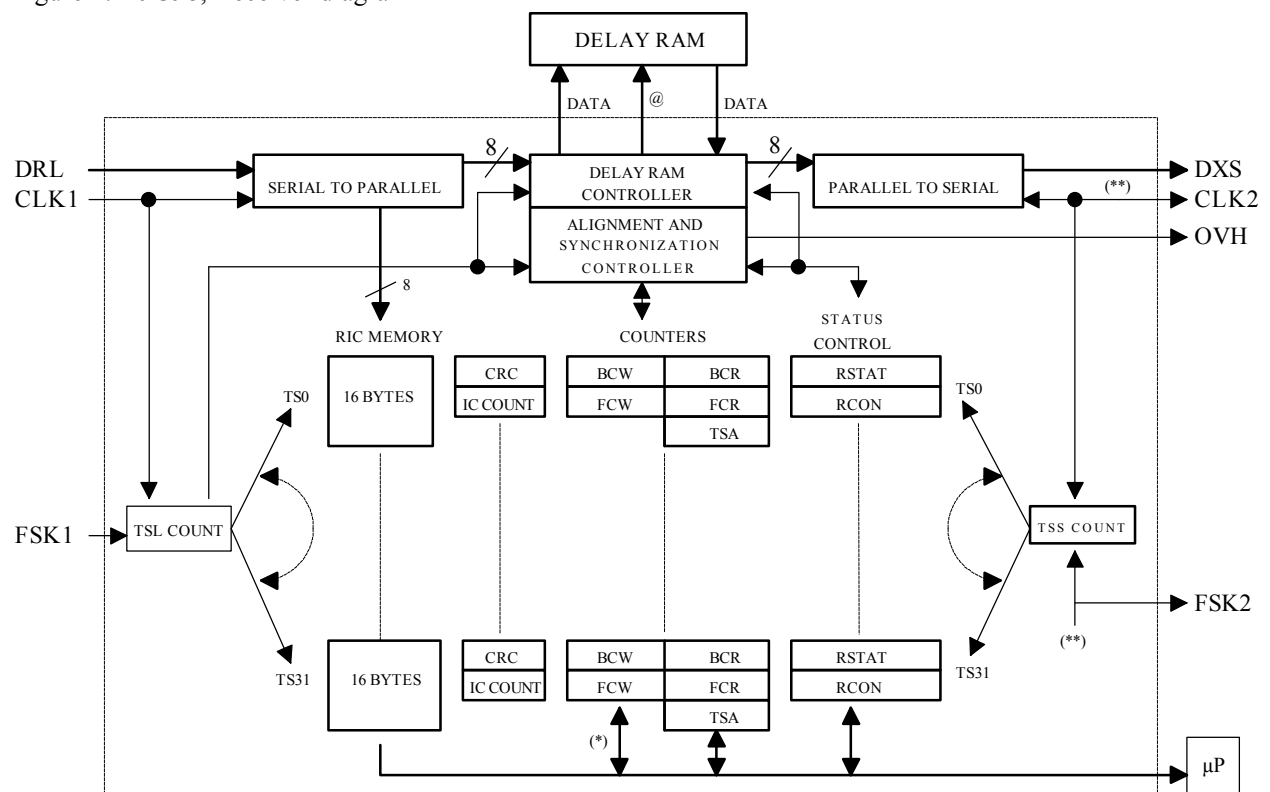 DELAY RAM
DATA
@
DATA
8
8
DRL
SERIAL TO PARALLEL
DELAY RAM
CONTROLLER
PARALLEL TO SERIAL
DXS
CLK1
(**)
CLK2
ALIGNMENT AND
SYNCHRONIZATION
CONTROLLER
OVH
8
RIC MEMORY
COUNTERS
STATUS
CONTROL
16 BYTES
CRC
IC COUNT
BCW
BCR
FCW
FCR
TSA
RSTAT
RCON
TS0
TS0
FSK1
TSL COUNT
TSS COUNT
FSK2
(**)
TS31
TS31
16 BYTES
CRC
IC COUNT
BCW
BCR
FCW
FCR
TSA
RSTAT
RCON
(*)
µP